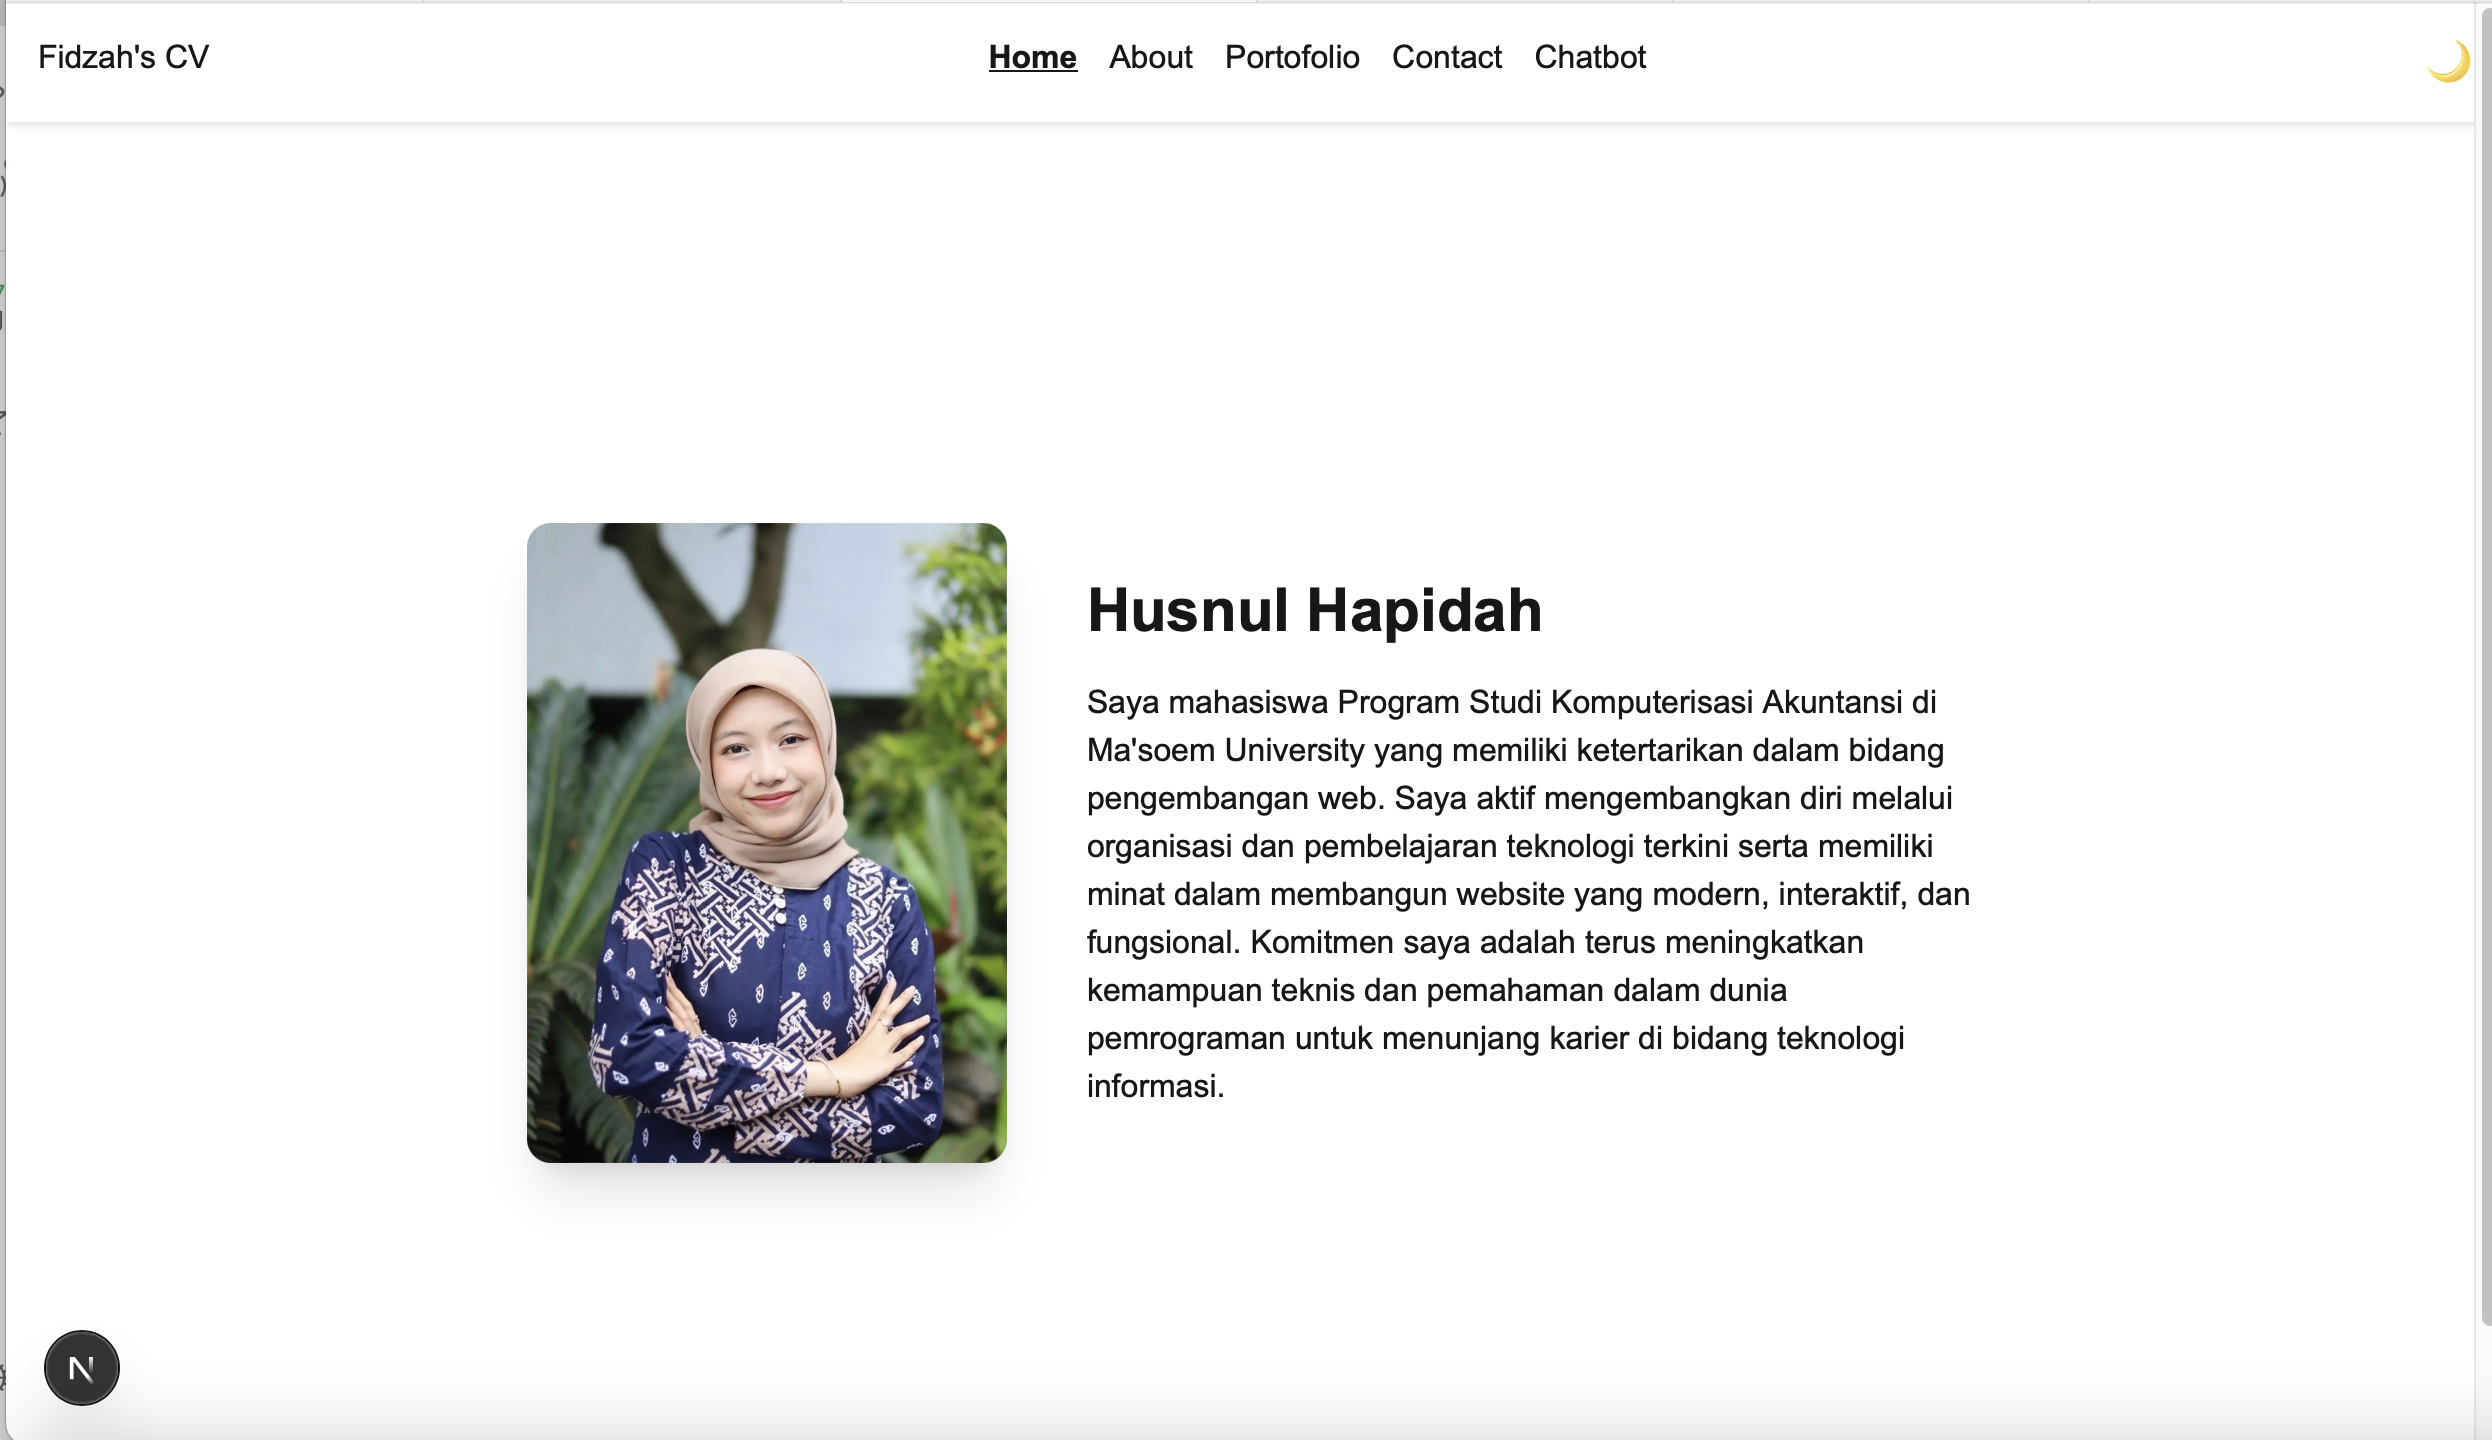 Fidzah's CV
Home About Portofolio Contact Chatbot
Husnul Hapidah
Saya mahasiswa Program Studi Komputerisasi Akuntansi di
Ma'soem University yang memiliki ketertarikan dalam bidang
pengembangan web. Saya aktif mengembangkan diri melalui
organisasi dan pembelajaran teknologi terkini serta memiliki
minat dalam membangun website yang modern, interaktif, dan
fungsional. Komitmen saya adalah terus meningkatkan
kemampuan teknis dan pemahaman dalam dunia
pemrograman untuk menunjang karier di bidang teknologi
informasi.
N